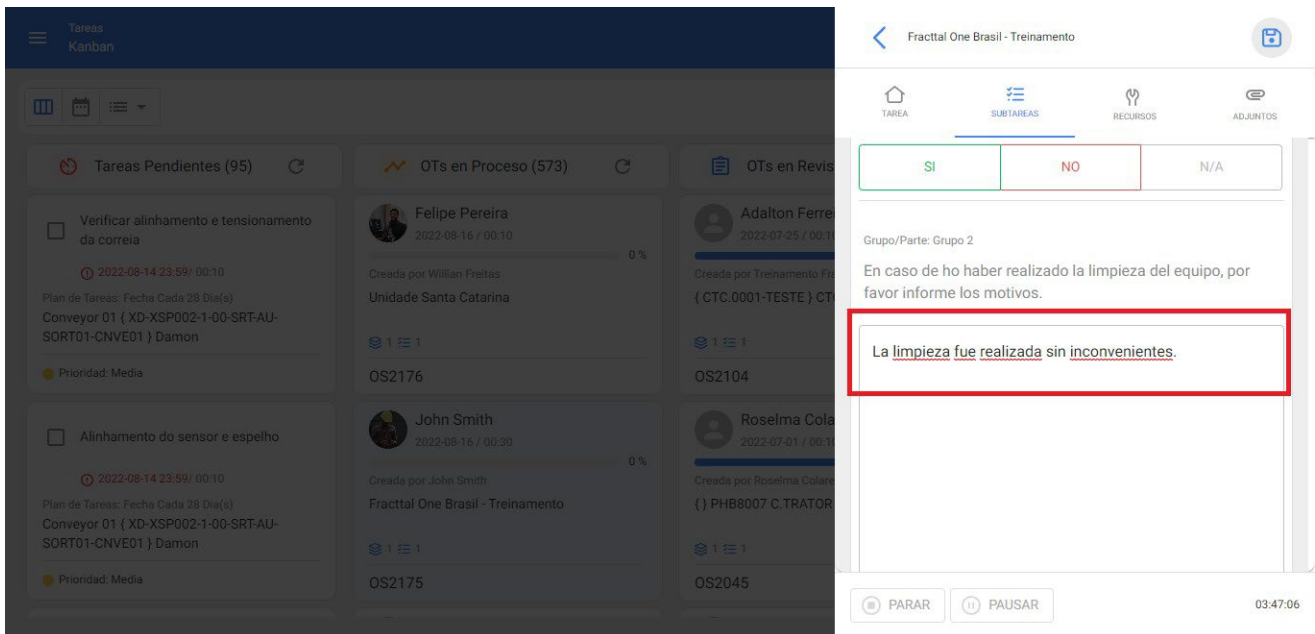 Tareas
Kanban
Tareas Pendientes (95)
Verificar alinhamento e tensionamento
da correia
2022-08-14 23:59/ 00:10
Plan de Tareas: Fecha Cada 28 Dia(s)
Conveyor 01 { XD-XSP002-1-00-SRT-AU-
SORT01-CNVE01 } Damon
Prioridad: Media
Alinhamento do sensor e espelho
2022-08-14 23:59/ 00:10
Plan de Tareas: Fecha Cada 28 Dia(s)
Conveyor 01 { XD-XSP002-1-00-SRT-AU-
SORT01-CNVE01 } Damon
Prioridad: Media
OTs en Proceso (573)
Felipe Pereira
2022-08-16 / 00:10
0 %
Creada por Willian Freitas
Unidade Santa Catarina
1 1
OS2176
John Smith
2022-08-16 / 00:30
0 %
Creada por John Smith
Fracttal One Brasil - Treinamento
1 1
OS2175
OTs en Revis
Adalton Ferrei
2022-07-25 / 00:10
Creada por Treinamento Fra
{ CTC.0001-TESTE } CT
1 1
OS2104
Roselma Cola
2022-07-01 / 00:10
Creada por Roselma Colare
{ } PHB8007 C.TRATOR
1 1
OS2045
Fracttal One Brasil - Treinamento
TAREA
SUBTAREAS
RECURSOS
ADJUNTOS
SI
NO
N/A
Grupo/Parte: Grupo 2
En caso de ho haber realizado la limpieza del equipo, por
favor informe los motivos.
La limpieza fue realizada sin inconvenientes.
PARAR
PAUSAR
03:47:06